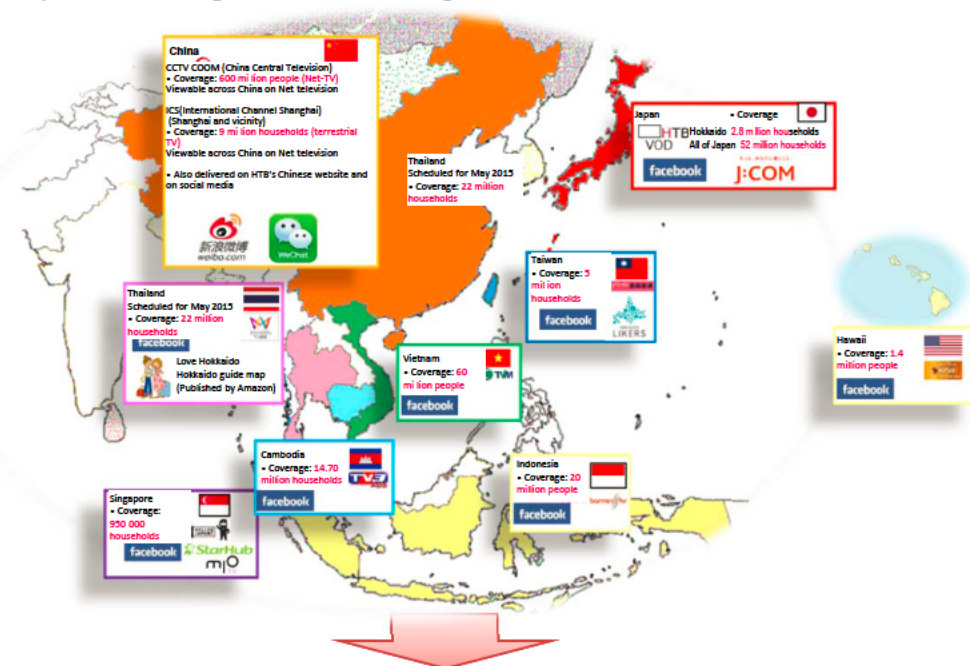 China
CCTV COOM (China Central Television)
• Coverage: 600 mi lion people (Net-TV)
Viewable across China on Net television
ICS(International Channel Shanghai)
(Shanghai and vicinity)
• Coverage: 9 mi lion households (terrestrial
TV)
Viewable across China on Net television
• Also delivered on HTB's Chinese website and
on social media
新浪微博
weibo.com
WeChat
Thailand
Scheduled for May 2015
• Coverage: 22 million
households
Japan • Coverage
HTB Hokkaido 2.8 m llion households
VOD All of Japan 52 million households
facebook
J:COM
Taiwan
• Coverage: 5
mil ion
households
facebook
LIKERS
Thailand
Scheduled for May 2015
• Coverage: 22 million
households
facebook
Love Hokkaido
Hokkaido guide map
(Published by Amazon)
Vietnam
• Coverage: 60
mi lion people
facebook
Hawaii
• Coverage: 1.4
million people
facebook
Cambodia
• Coverage: 14.70
million households
TV3
facebook
Indonesia
• Coverage: 20
million people
facebook
Singapore
• Coverage:
950 000
households
facebook
StarHub
mio